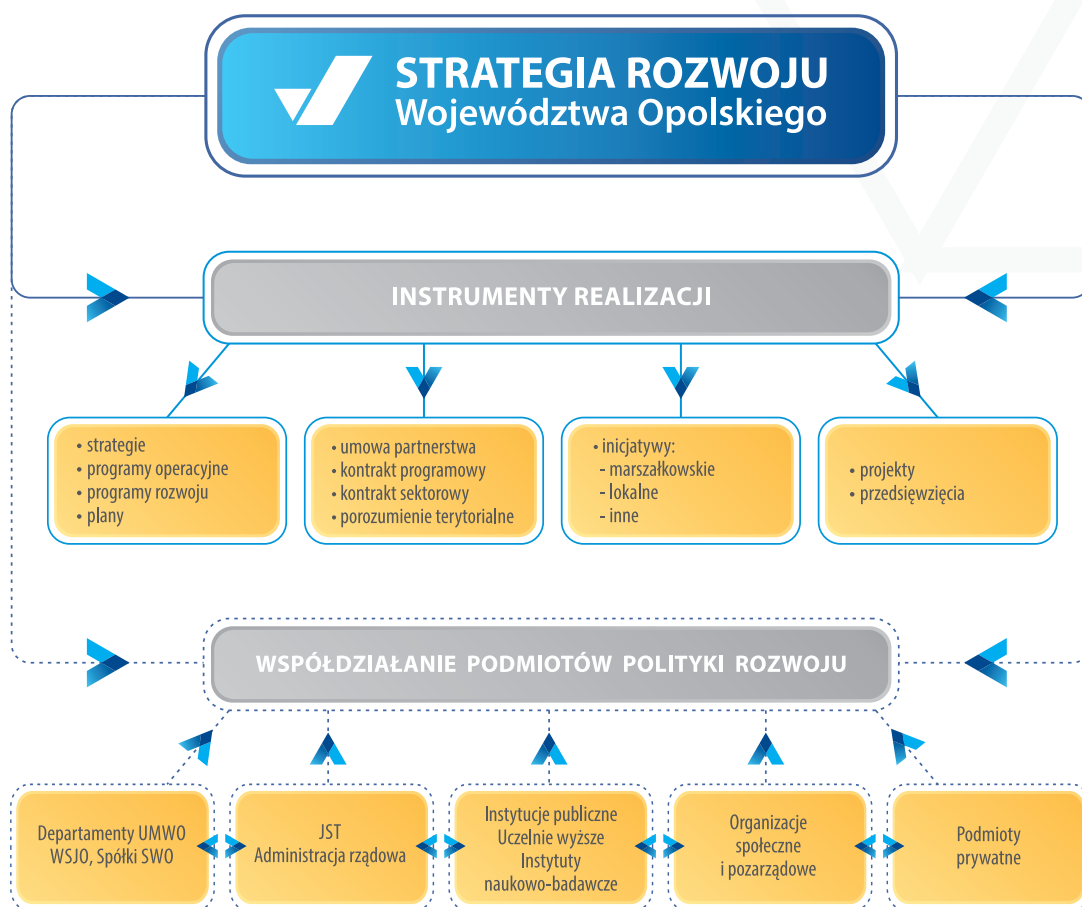 STRATEGIA ROZWOJU
Województwa Opolskiego
INSTRUMENTY REALIZACJI
• strategie
• programy operacyjne
• programy rozwoju
• plany
• umowa partnerstwa
• kontrakt programowy
• kontrakt sektorowy
• porozumienie terytorialne
• inicjatywy:
- marszałkowskie
- lokalne
- inne
• projekty
• przedsięwzięcia
WSPÓŁDZIAŁANIE PODMIOTÓW POLITYKI ROZWOJU
Departamenty UMWO
WSJO, Spółki SWO
JST
Administracja rządowa
Instytucje publiczne
Uczelnie wyższe
Instytuty
naukowo-badawcze
Organizacje
społeczne
i pozarządowe
Podmioty
prywatne